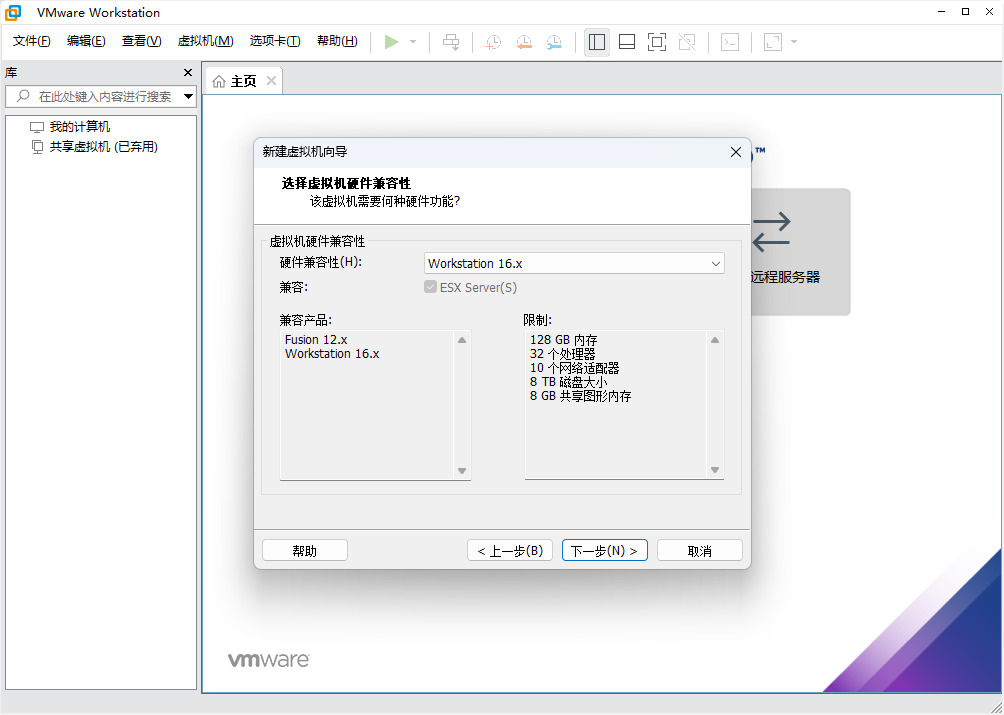 VMware Workstation
文件(F) 编辑(E) 查看(V) 虚拟机(M) 选项卡(T) 帮助(H)
库
主页
在此处键入内容进行搜索
我的计算机
共享虚拟机 (已弃用)
™
远程服务器
新建虚拟机向导
选择虚拟机硬件兼容性
该虚拟机需要何种硬件功能?
虚拟机硬件兼容性
硬件兼容性(H): Workstation 16.x
兼容: ESX Server(S)
兼容产品: 限制:
Fusion 12.x
Workstation 16.x
128 GB 内存
32 个处理器
10 个网络适配器
8 TB 磁盘大小
8 GB 共享图形内存
帮助 < 上一步(B) 下一步(N) > 取消
vmware